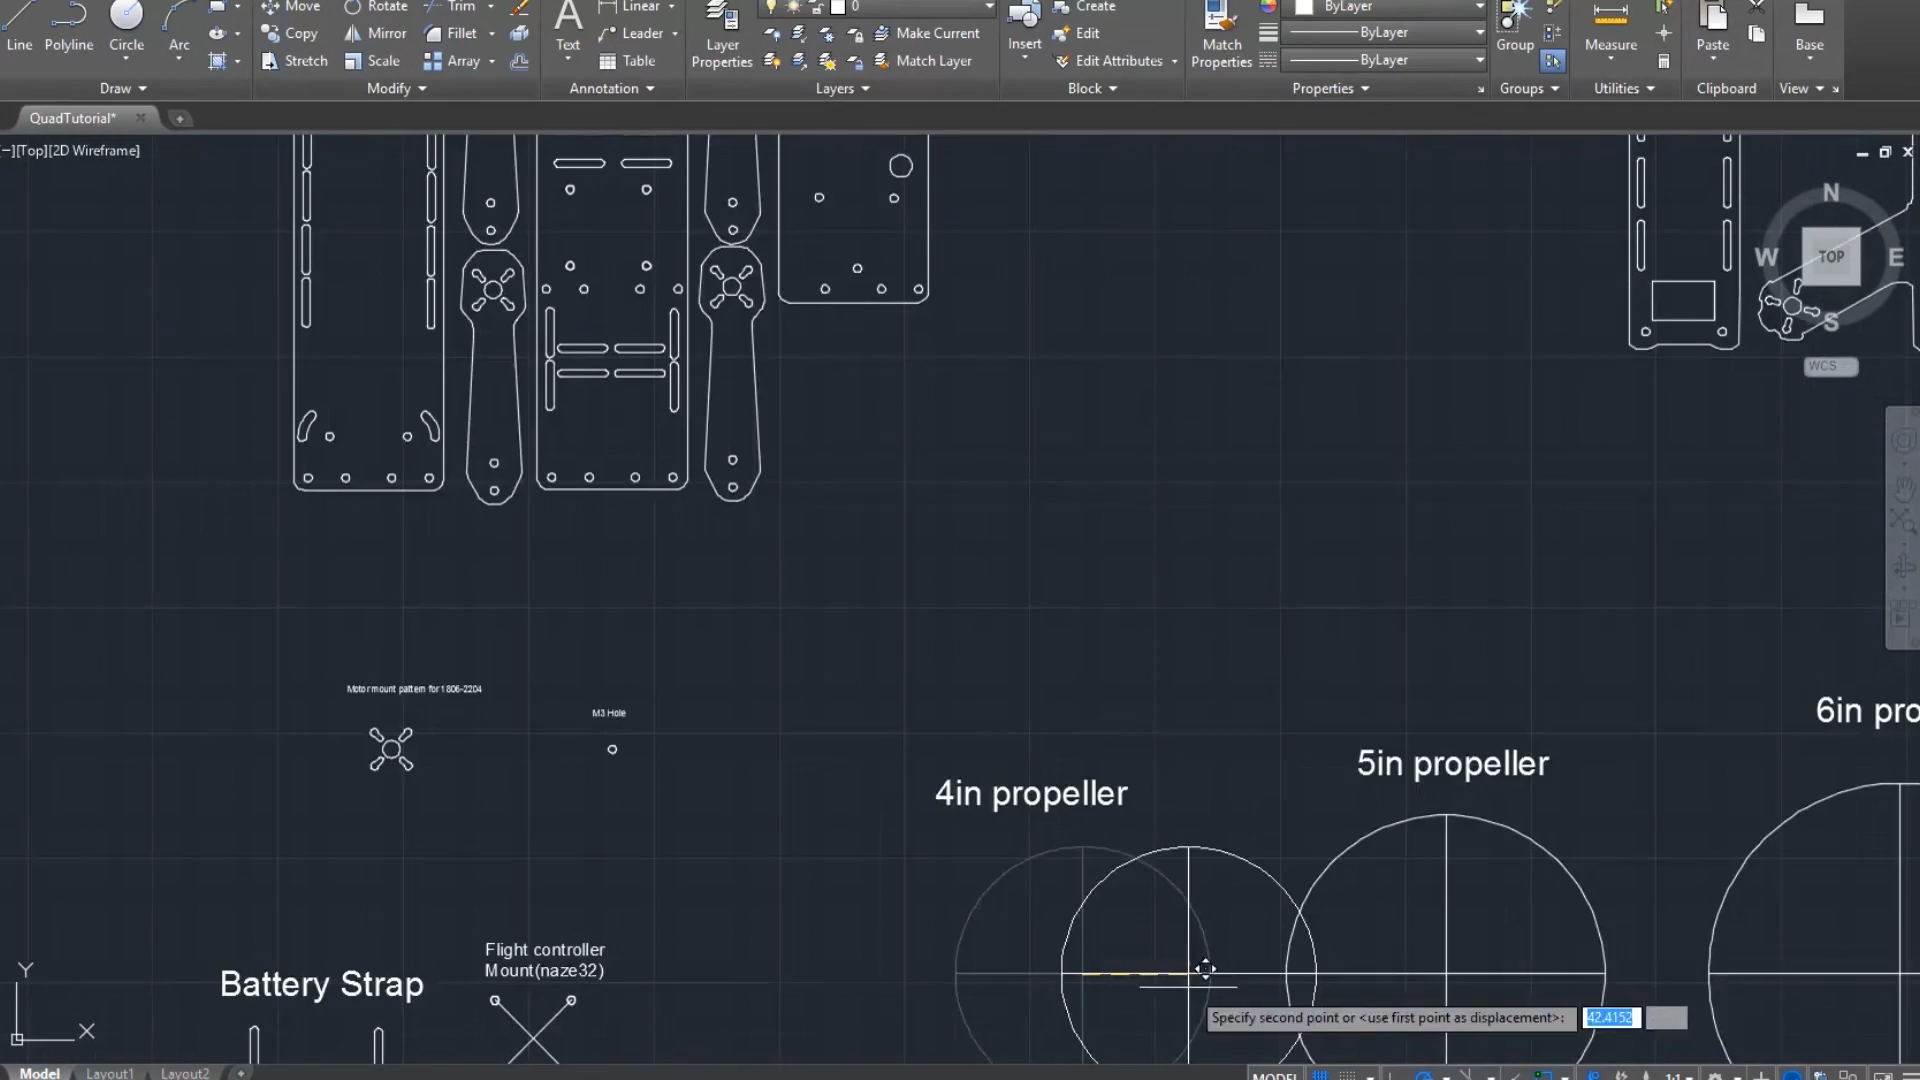 Move
Rotate
Trim
Linear
0
Create
ByLayer
Line
Polyline
Circle
Arc
Copy
Mirror
Fillet
Text
Leader
Layer
Properties
Make Current
Insert
Edit
Match
Properties
ByLayer
Group
Measure
Paste
Base
Stretch
Scale
Array
Table
Match Layer
Edit Attributes
ByLayer
Draw
Modify
Annotation
Layers
Block
Properties
Groups
Utilities
Clipboard
View
QuadTutorial*
[−][Top][2D Wireframe]
N
W
TOP
E
S
WCS
Motor mount pattern for 1806-2204
M3 Hole
6in pro
5in propeller
4in propeller
Flight controller
Mount(naze32)
Battery Strap
Y
X
Specify second point or <use first point as displacement>:
42.4152
Model
Layout1
Layout2
+
MODEL
1:1